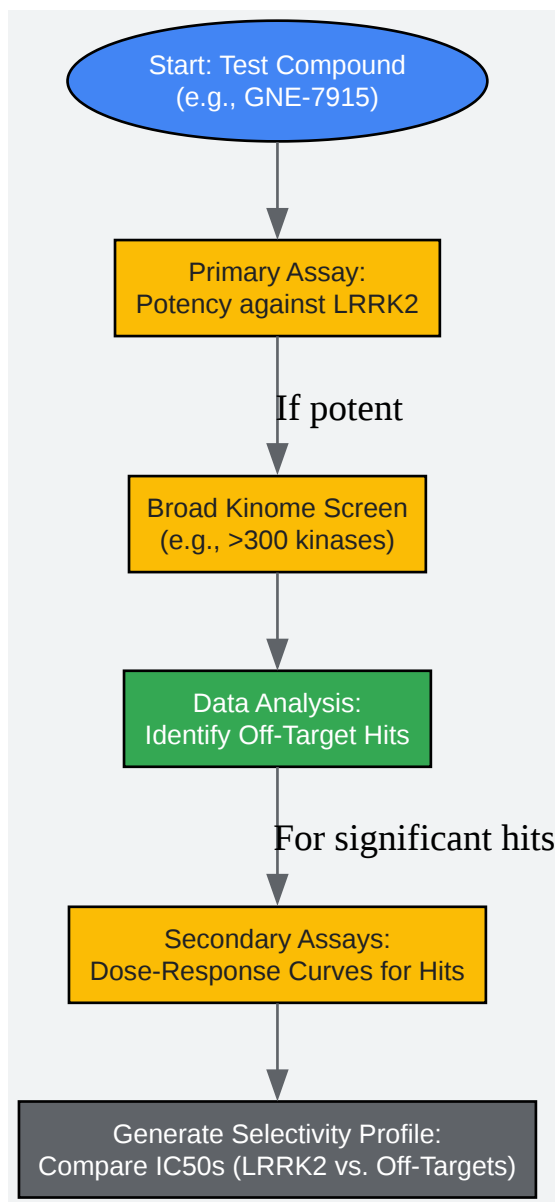 Start: Test Compound
(e.g., GNE-7915)
Primary Assay:
Potency against LRRK2
If potent
Broad Kinome Screen
(e.g., >300 kinases)
Data Analysis:
Identify Off-Target Hits
For significant hits
Secondary Assays:
Dose-Response Curves for Hits
Generate Selectivity Profile:
Compare IC50s (LRRK2 vs. Off-Targets)